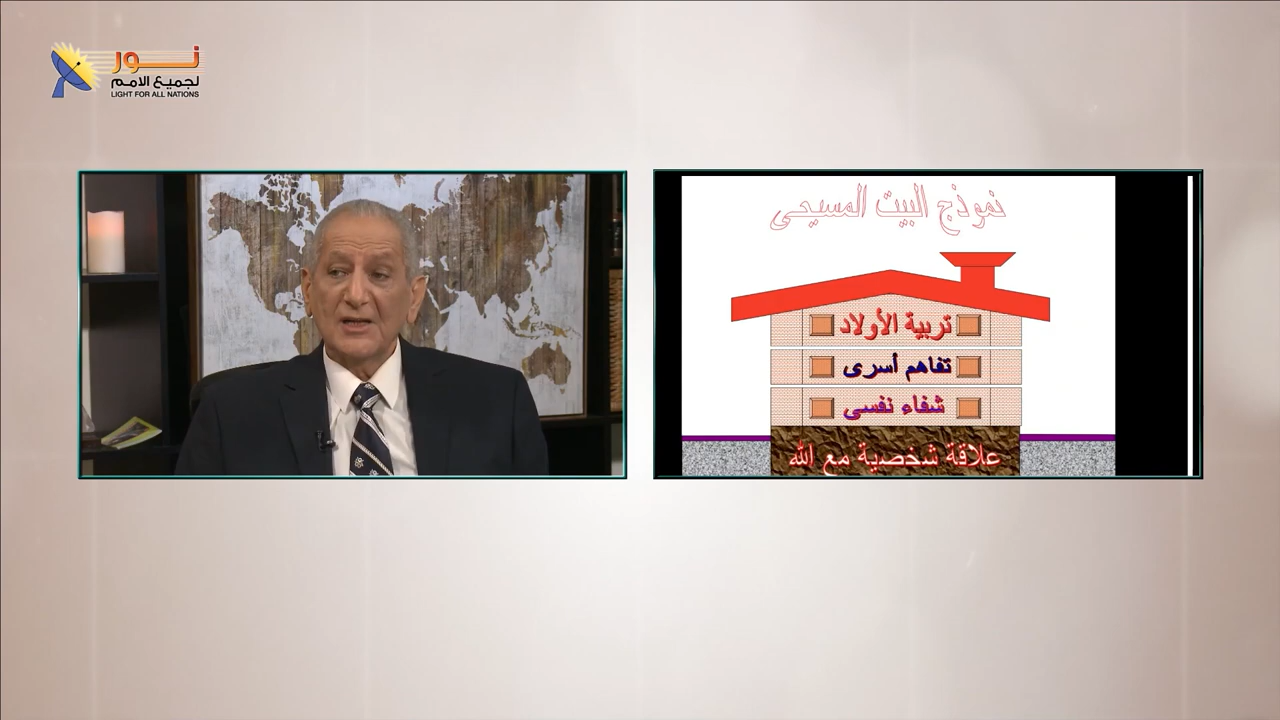 نور
لجميع الامم
LIGHT FOR ALL NATIONS
نموذج البيت المسيحى
تربية الأولاد
تفاهم أسرى
شفاء نفسى
علاقة شخصية مع الله